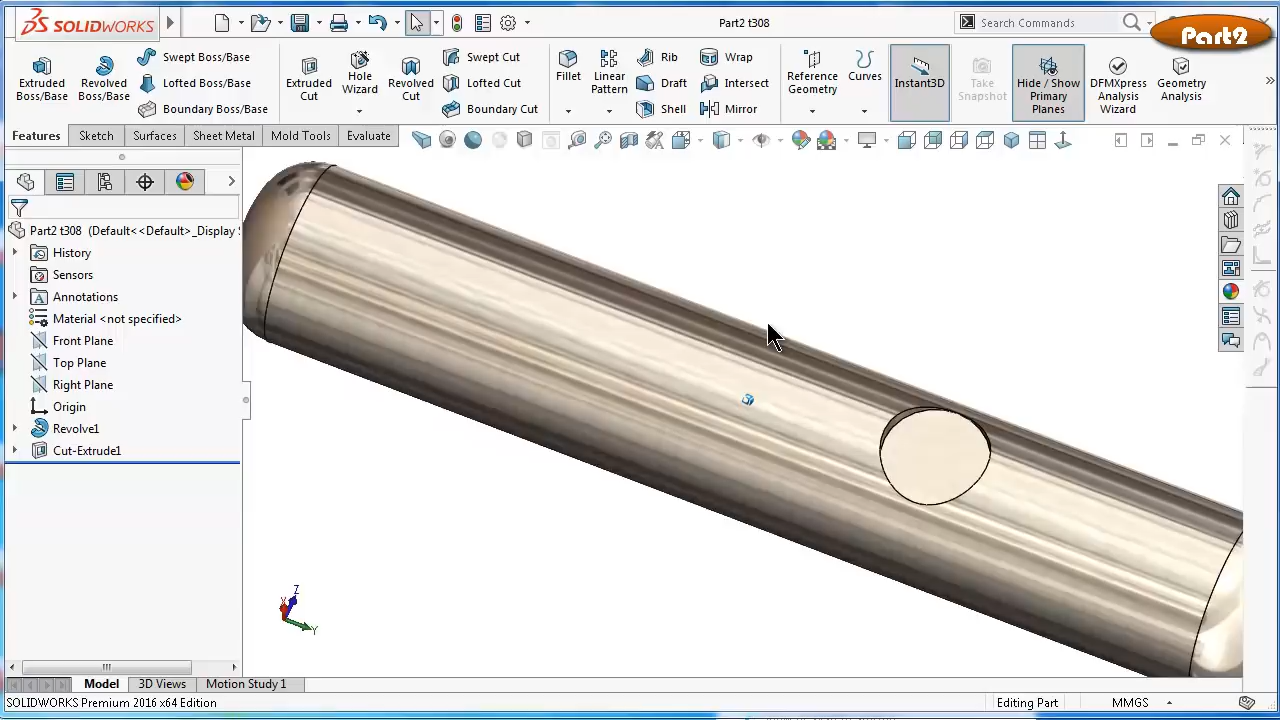 SOLIDWORKS
Part2 t308
Search Commands
Part2
Extruded Boss/Base
Revolved Boss/Base
Swept Boss/Base
Lofted Boss/Base
Boundary Boss/Base
Extruded Cut
Hole Wizard
Revolved Cut
Swept Cut
Lofted Cut
Boundary Cut
Fillet
Linear Pattern
Rib
Draft
Shell
Wrap
Intersect
Mirror
Reference Geometry
Curves
Instant3D
Take Snapshot
Hide / Show Primary Planes
DFMXpress Analysis Wizard
Geometry Analysis
Features
Sketch
Surfaces
Sheet Metal
Mold Tools
Evaluate
Part2 t308 (Default<<Default>_Display
History
Sensors
Annotations
Material <not specified>
Front Plane
Top Plane
Right Plane
Origin
Revolve1
Cut-Extrude1
Z
X
Y
Model
3D Views
Motion Study 1
SOLIDWORKS Premium 2016 x64 Edition
Editing Part
MMGS